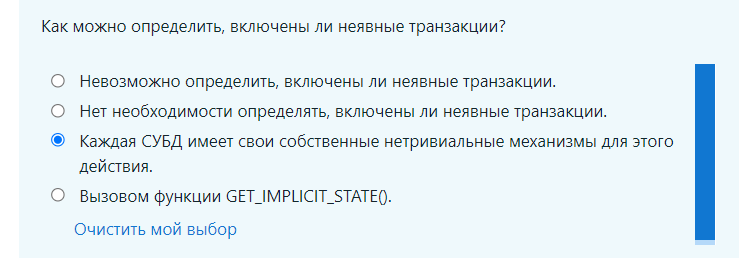 Как можно определить, включены ли неявные транзакции?
Невозможно определить, включены ли неявные транзакции.
Нет необходимости определять, включены ли неявные транзакции.
Каждая СУБД имеет свои собственные нетривиальные механизмы для этого
действия.
Вызовом функции GET_IMPLICIT_STATE().
Очистить мой выбор